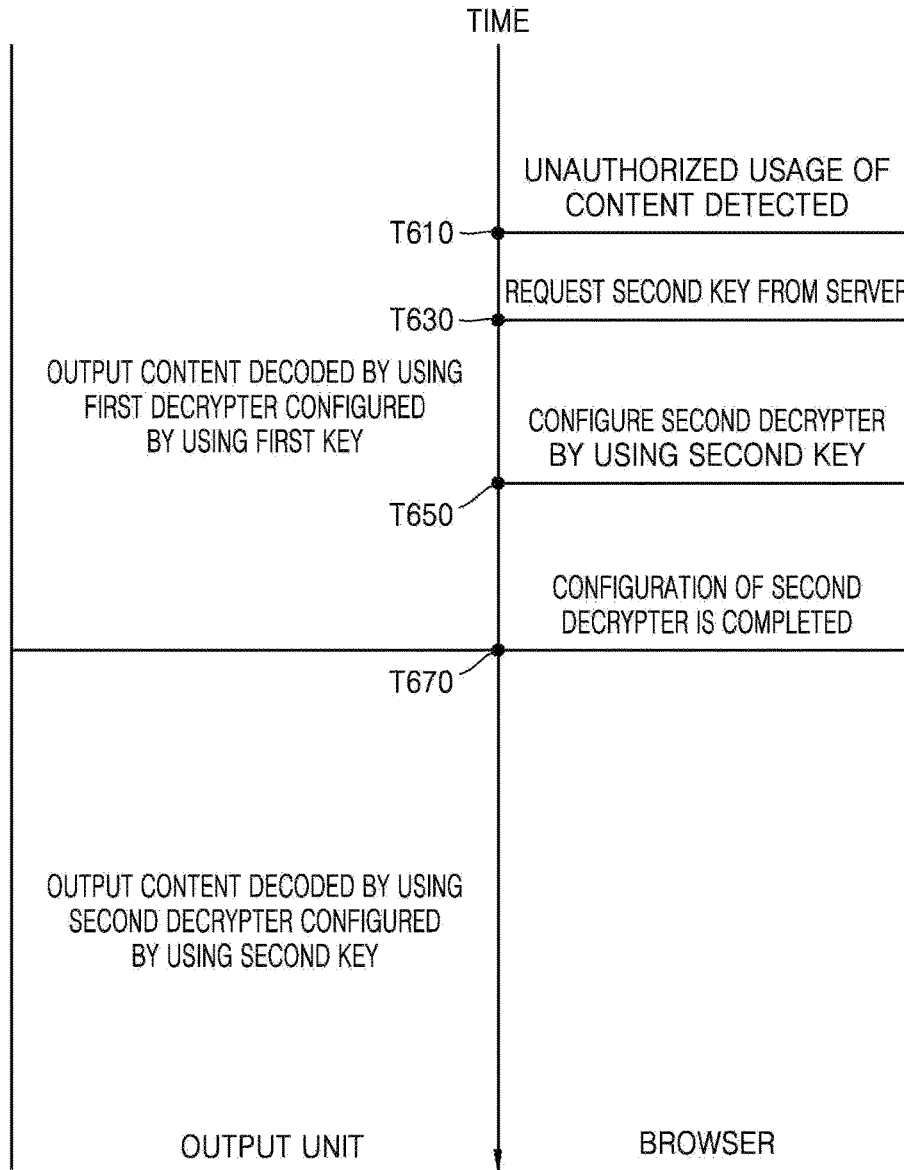 TIME
UNAUTHORIZED USAGE OF
CONTENT DETECTED
T610
REQUEST SECOND KEY FROM SERVER
T630
OUTPUT CONTENT DECODED BY USING
FIRST DECRYPTER CONFIGURED
BY USING FIRST KEY
CONFIGURE SECOND DECRYPTER
BY USING SECOND KEY
T650
CONFIGURATION OF SECOND
DECRYPTER IS COMPLETED
T670
OUTPUT CONTENT DECODED BY USING
SECOND DECRYPTER CONFIGURED
BY USING SECOND KEY
OUTPUT UNIT
BROWSER